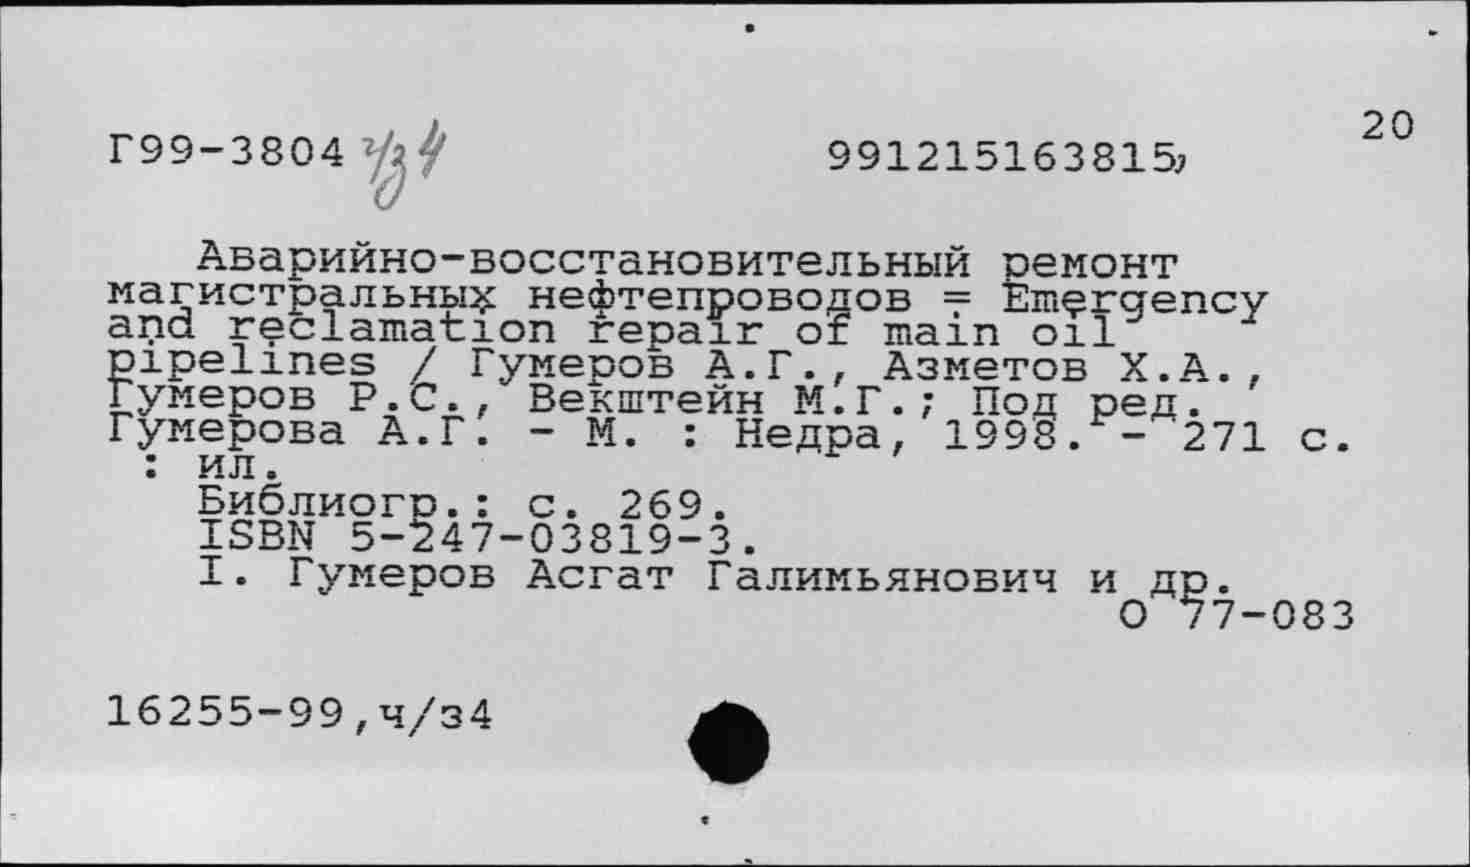 20
Г99-3804 ч/з 4 991215163815,
Аварийно-восстановительный ремонт
магистральных нефтепроводов = Emergency
and reclamation repair of main oil
pipelines / Гумеров А.Г., Азметов Х.А.,
Гумеров Р.С., Векштейн М.Г.; Под ред.
Гумерова А.Г. - М. : Недра, 1998. - 271 с.
: ил.
Библиогр.: с. 269.
ISBN 5-247-03819-3.
I. Гумеров Асгат Галимьянович и др.
О 77-083
16255-99,ч/з4